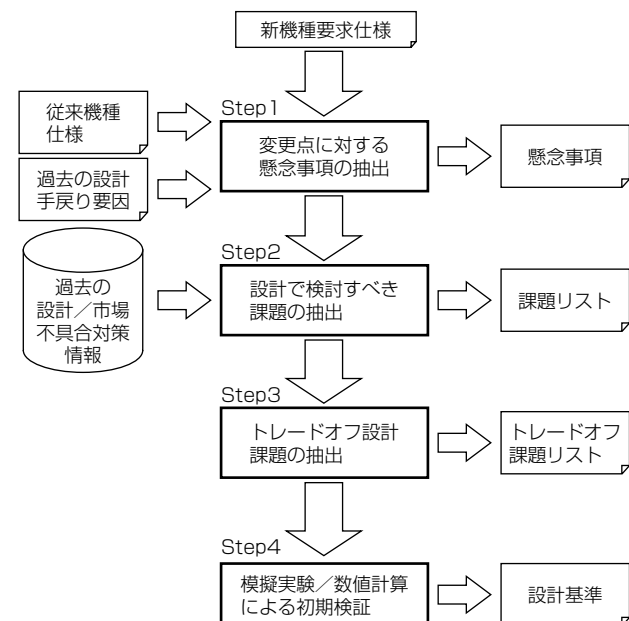 新機種要求仕様
従来機種
仕様
過去の設計
手戻り要因
Step1
変更点に対する
懸念事項の抽出
懸念事項
過去の
設計／市場
不具合対策
情報
Step2
設計で検討すべき
課題の抽出
課題リスト
Step3
トレードオフ設計
課題の抽出
トレードオフ
課題リスト
Step4
模擬実験／数値計算
による初期検証
設計基準